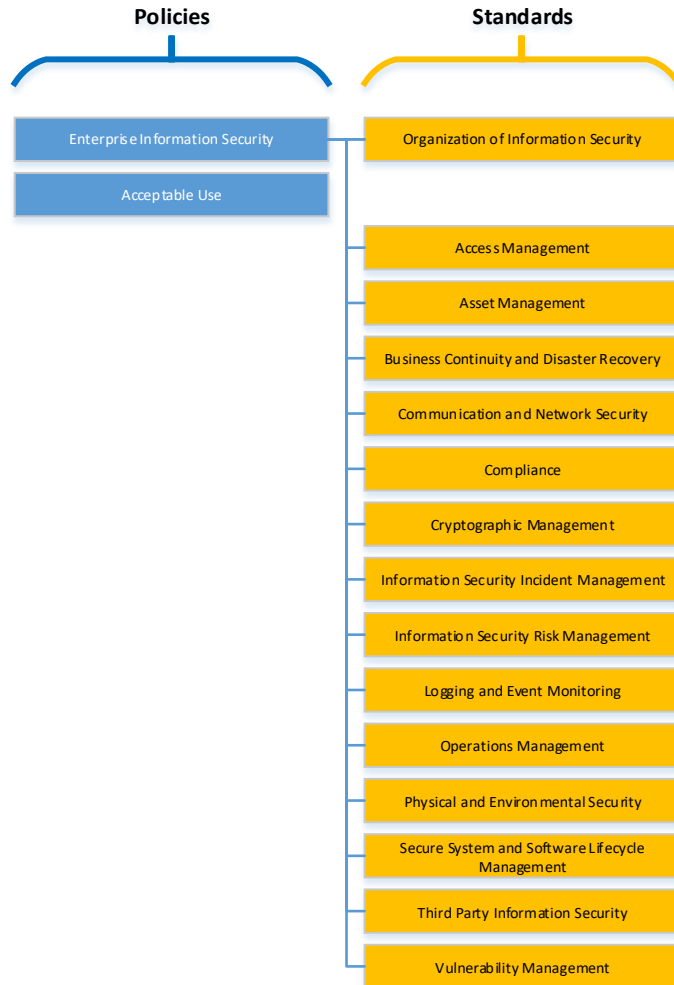 Policies
Standards
Enterprise Information Security
Organization of Information Security
Acceptable Use
Access Management
Asset Management
Business Continuity and Disaster Recovery
Communication and Network Security
Compliance
Cryptographic Management
Information Security Incident Management
Information Security Risk Management
Logging and Event Monitoring
Operations Management
Physical and Environmental Security
Secure System and Software Lifecycle
Management
Third Party Information Security
Vulnerability Management